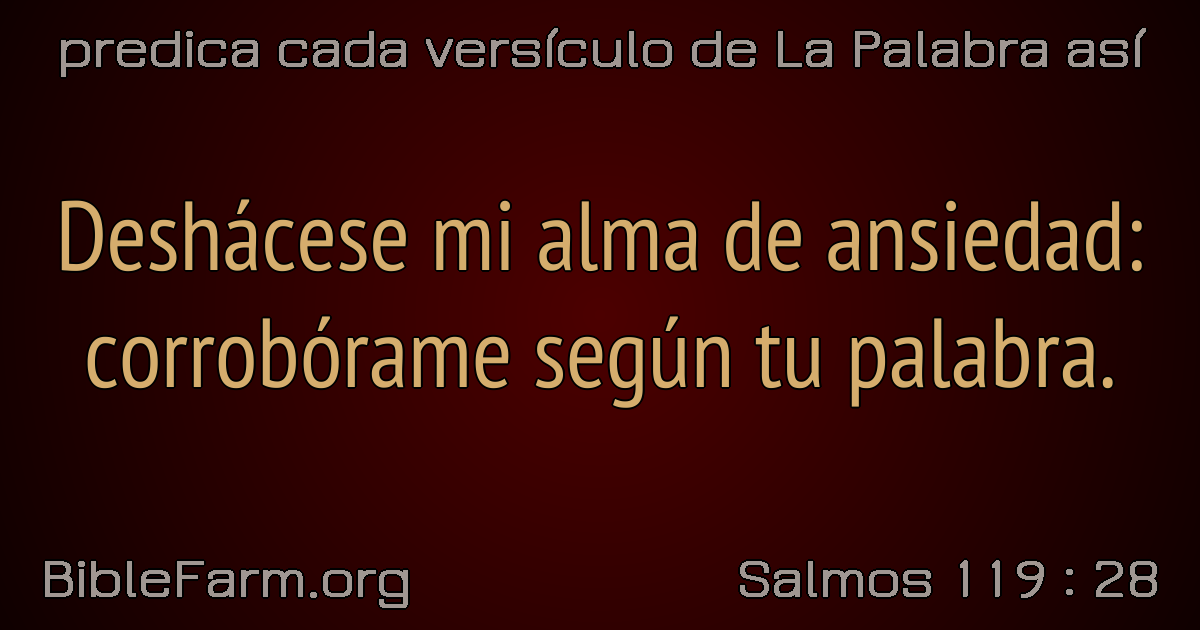 predica cada versículo de La Palabra así
Deshácese mi alma de ansiedad:
corrobórame según tu palabra.
BibleFarm.org
Salmos 119 : 28